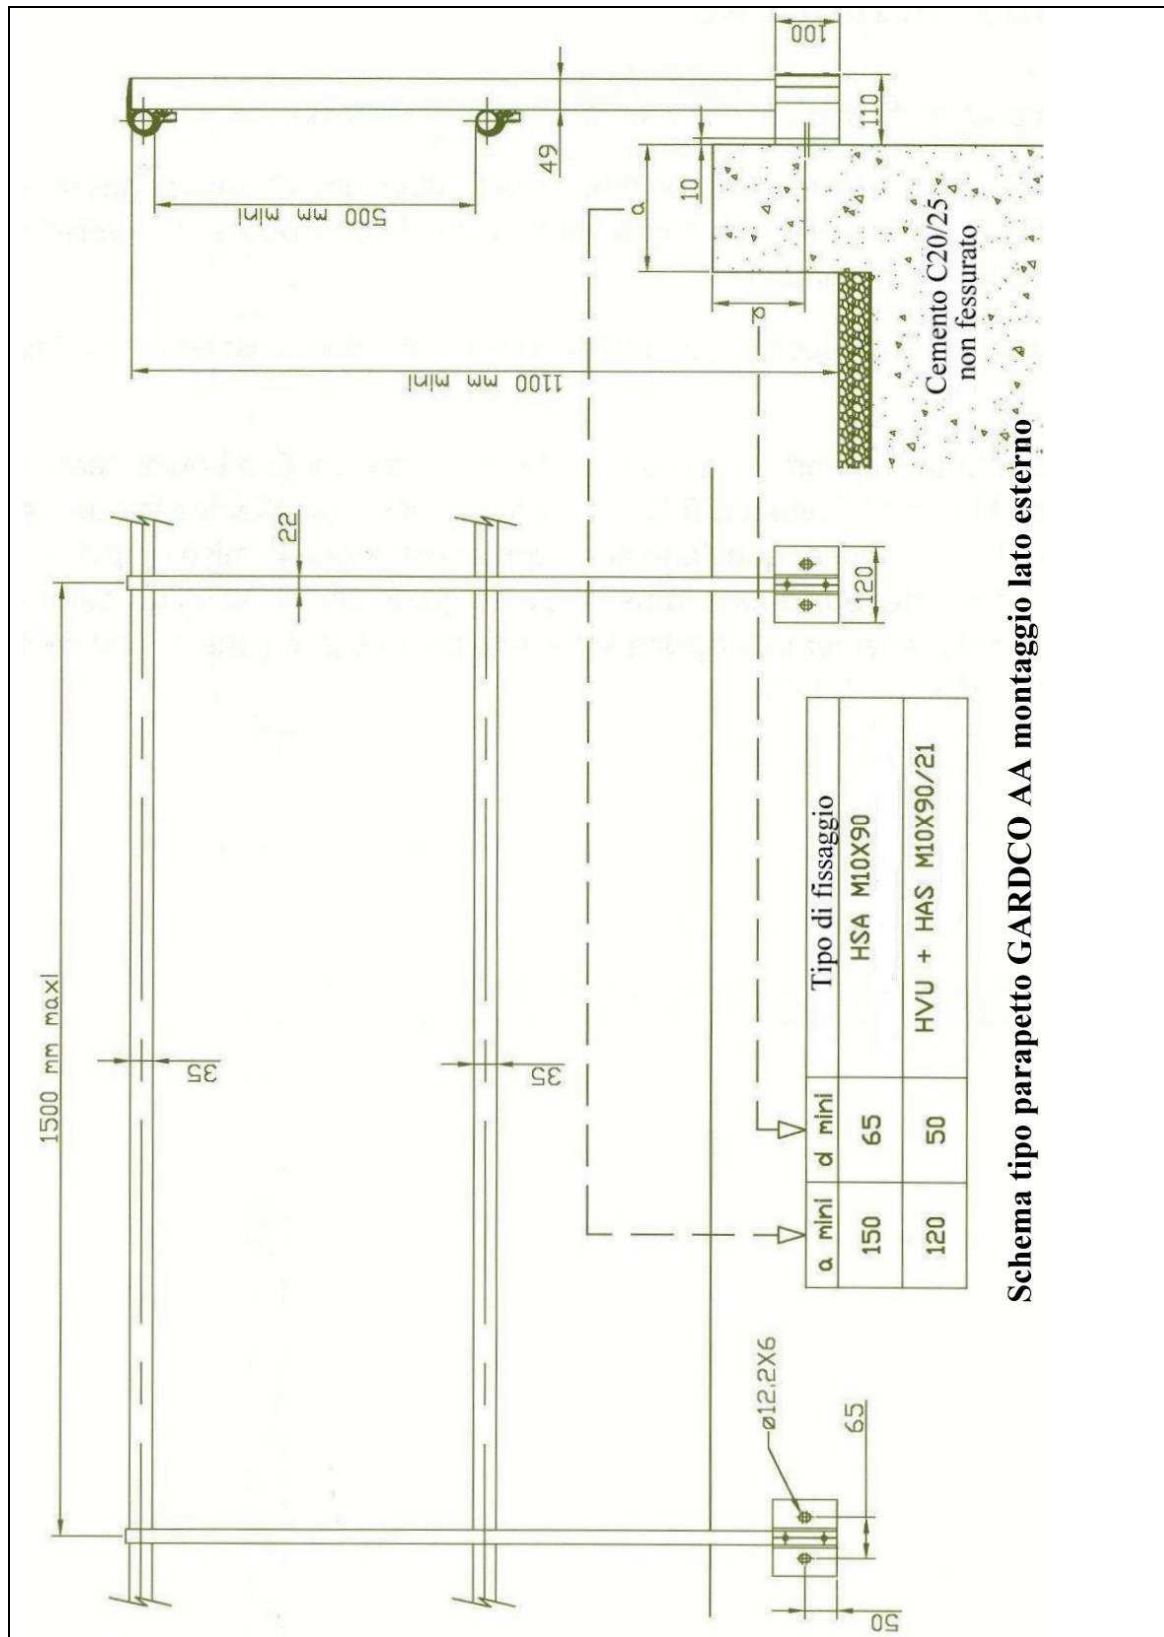 100
110
49
10
500 mm mini
a
d
1100 mm mini
Cemento C20/25
non fessurato
22
120
1500 mm maxi
35
35
Tipo di fissaggio
a mini d mini
150 65 HSA M10X90
120 50 HVU + HAS M10X90/21
ø12.2X6
65
50
Schema tipo parapetto GARDCO AA montaggio lato esterno